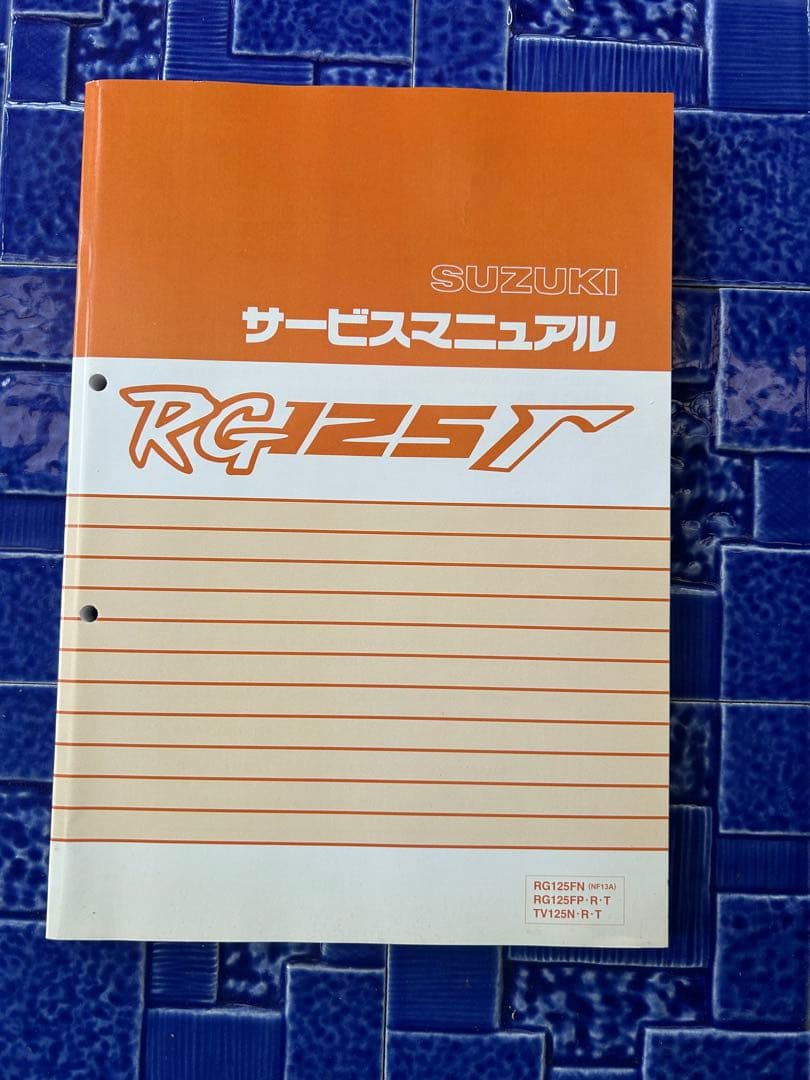 SUZUKI
サービスマニュアル
RG125Γ
RG125FN (NF13A)
RG125FP・R・T
TV125N・R・T